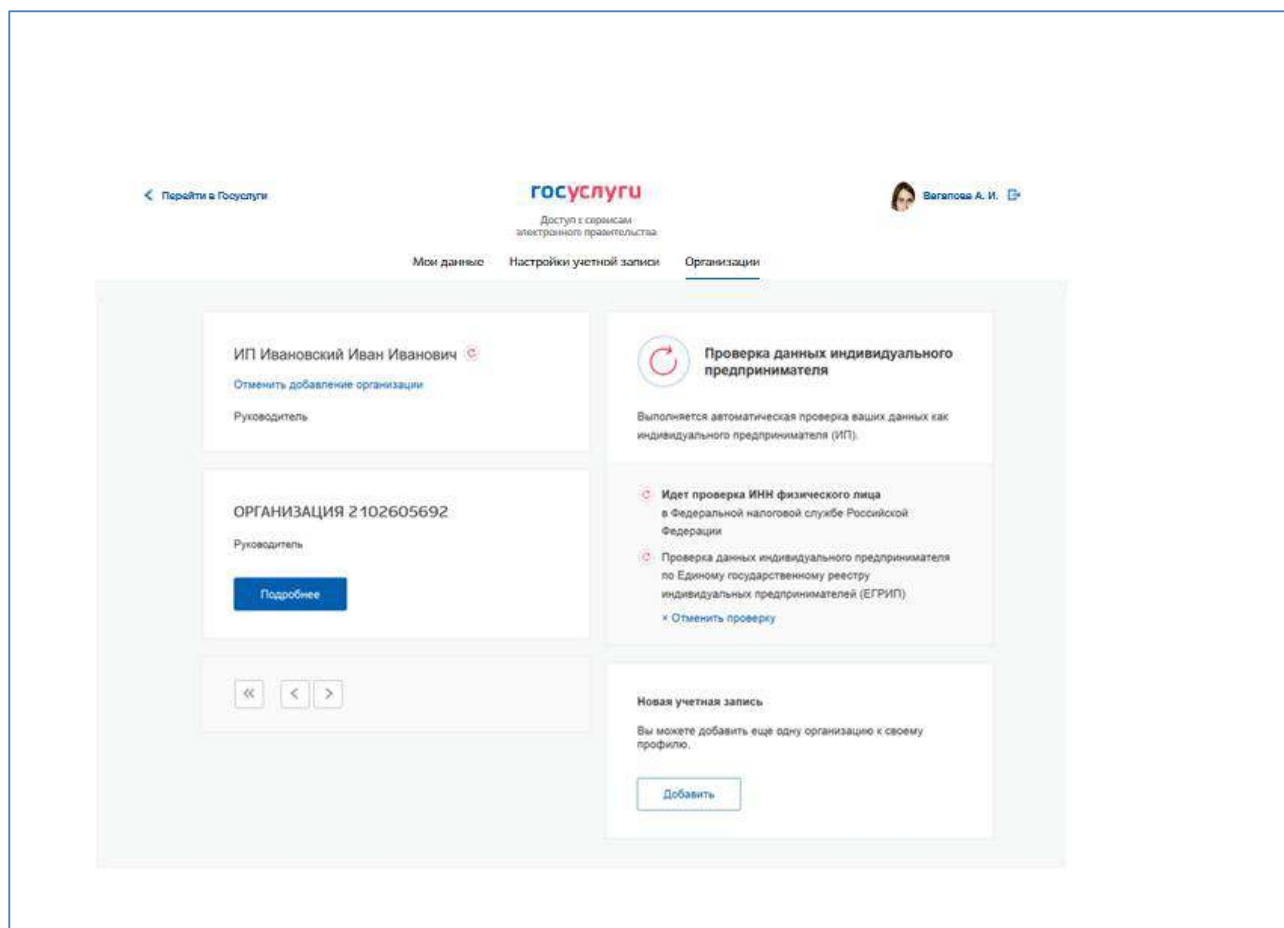 Перейти в Госуслуги
госуслуги
Вагапова А. И.
Доступ к сервисам
электронного правительства
Мои данные Настройки учетной записи Организации
ИП Ивановский Иван Иванович
Отменить добавление организации
Руководитель
ОРГАНИЗАЦИЯ 2102605692
Руководитель
Подробнее
Проверка данных индивидуального
предпринимателя
Выполняется автоматическая проверка ваших данных как
индивидуального предпринимателя (ИП).
Идет проверка ИНН физического лица
в Федеральной налоговой службе Российской
Федерации
Проверка данных индивидуального предпринимателя
по Единому государственному реестру
индивидуальных предпринимателей (ЕГРИП)
× Отменить проверку
Новая учетная запись
Вы можете добавить еще одну организацию к своему
профилю.
Добавить